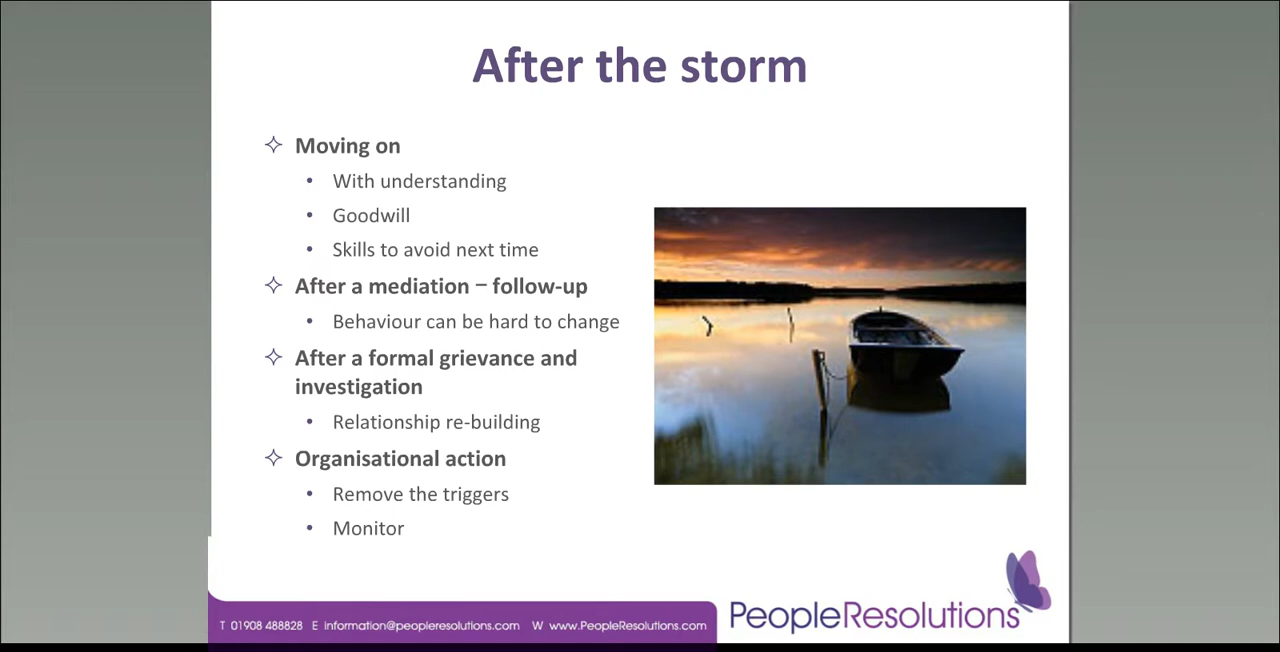 After the storm
Moving on
• With understanding
• Goodwill
• Skills to avoid next time
After a mediation – follow-up
• Behaviour can be hard to change
After a formal grievance and
investigation
• Relationship re-building
Organisational action
• Remove the triggers
• Monitor
T 01908 488828 E information@peopleresolutions.com W www.PeopleResolutions.com
PeopleResolutions